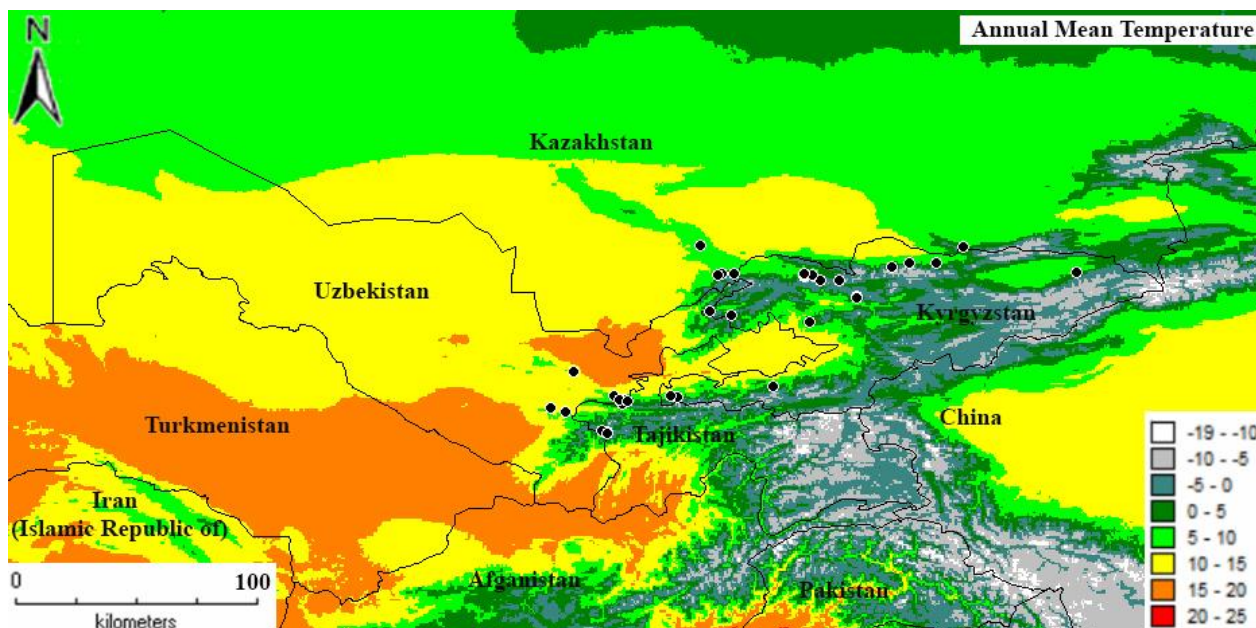 N
Annual Mean Temperature
Kazakhstan
Uzbekistan
Kyrgyzstan
Turkmenistan
Tajikistan
China
Iran
(Islamic Republic of)
Afganistan
Pakistan
0 100
kilometers
-19 - -10
-10 - -5
-5 - 0
0 - 5
5 - 10
10 - 15
15 - 20
20 - 25